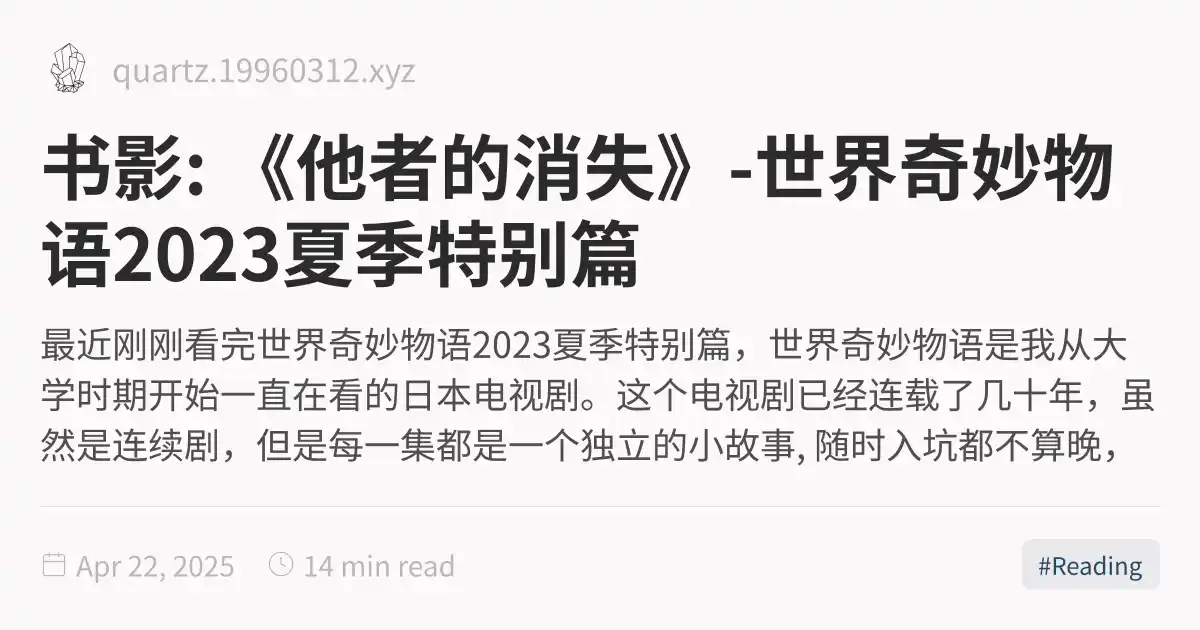 quartz.19960312.xyz
书影: 《他者的消失》-世界奇妙物
语2023夏季特别篇
最近刚刚看完世界奇妙物语2023夏季特别篇，世界奇妙物语是我从大
学时期开始一直在看的日本电视剧。这个电视剧已经连载了几十年，虽
然是连续剧，但是每一集都是一个独立的小故事, 随时入坑都不算晚，
Apr 22, 2025 14 min read #Reading